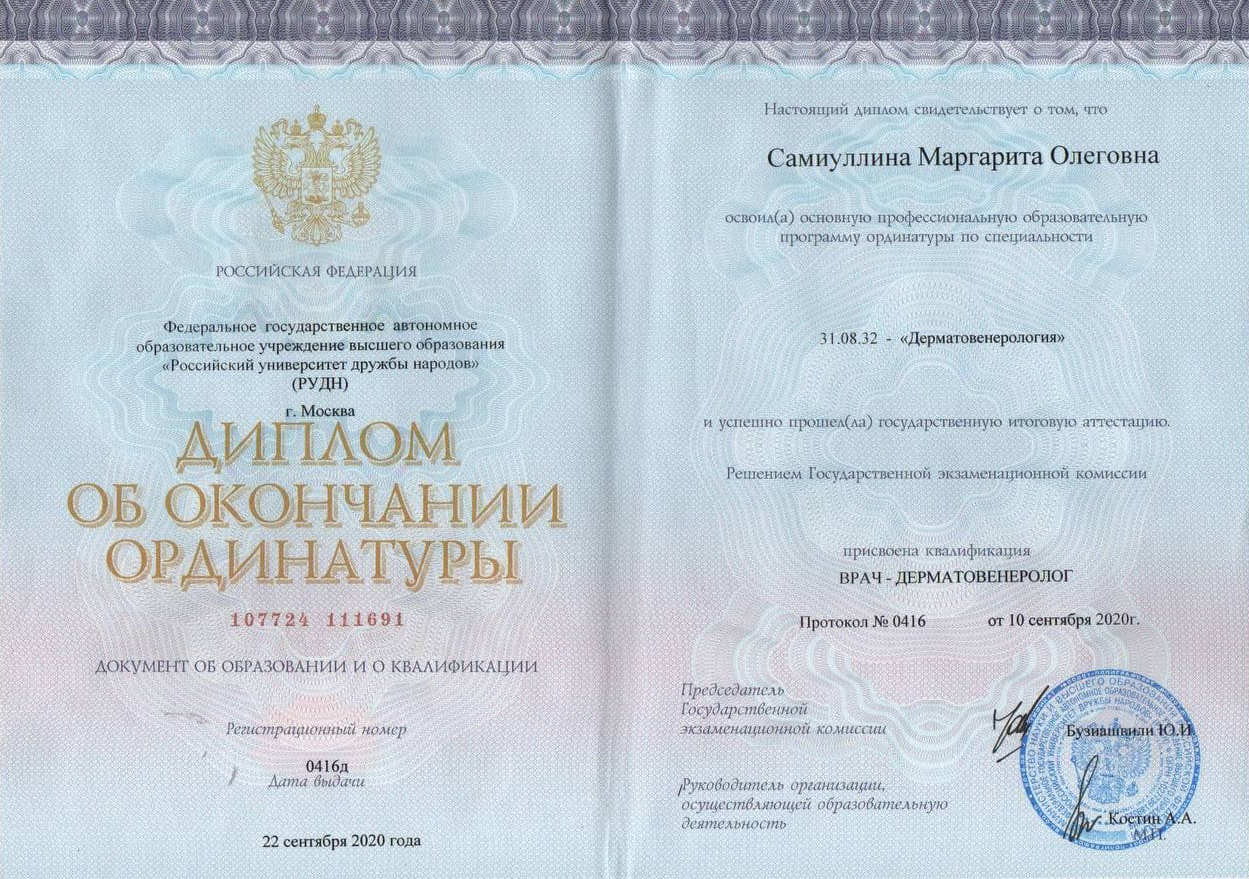 РОССИЙСКАЯ ФЕДЕРАЦИЯ
Федеральное государственное автономное
образовательное учреждение высшего образования
«Российский университет дружбы народов»
(РУДН)
г. Москва
ДИПЛОМ
ОБ ОКОНЧАНИИ
ОРДИНАТУРЫ
107724 111691
ДОКУМЕНТ ОБ ОБРАЗОВАНИИ И О КВАЛИФИКАЦИИ
Регистрационный номер
0416д
Дата выдачи
22 сентября 2020 года
Настоящий диплом свидетельствует о том, что
Самиуллина Маргарита Олеговна
освоил(а) основную профессиональную образовательную
программу ординатуры по специальности
31.08.32 - «Дерматовенерология»
и успешно прошел(ла) государственную итоговую аттестацию.
Решением Государственной экзаменационной комиссии
присвоена квалификация
ВРАЧ - ДЕРМАТОВЕНЕРОЛОГ
Протокол № 0416 от 10 сентября 2020г.
Председатель
Государственной
экзаменационной комиссии
Бузиашвили Ю.И.
Руководитель организации,
осуществляющей образовательную
деятельность
Костин А.А.
М.П.